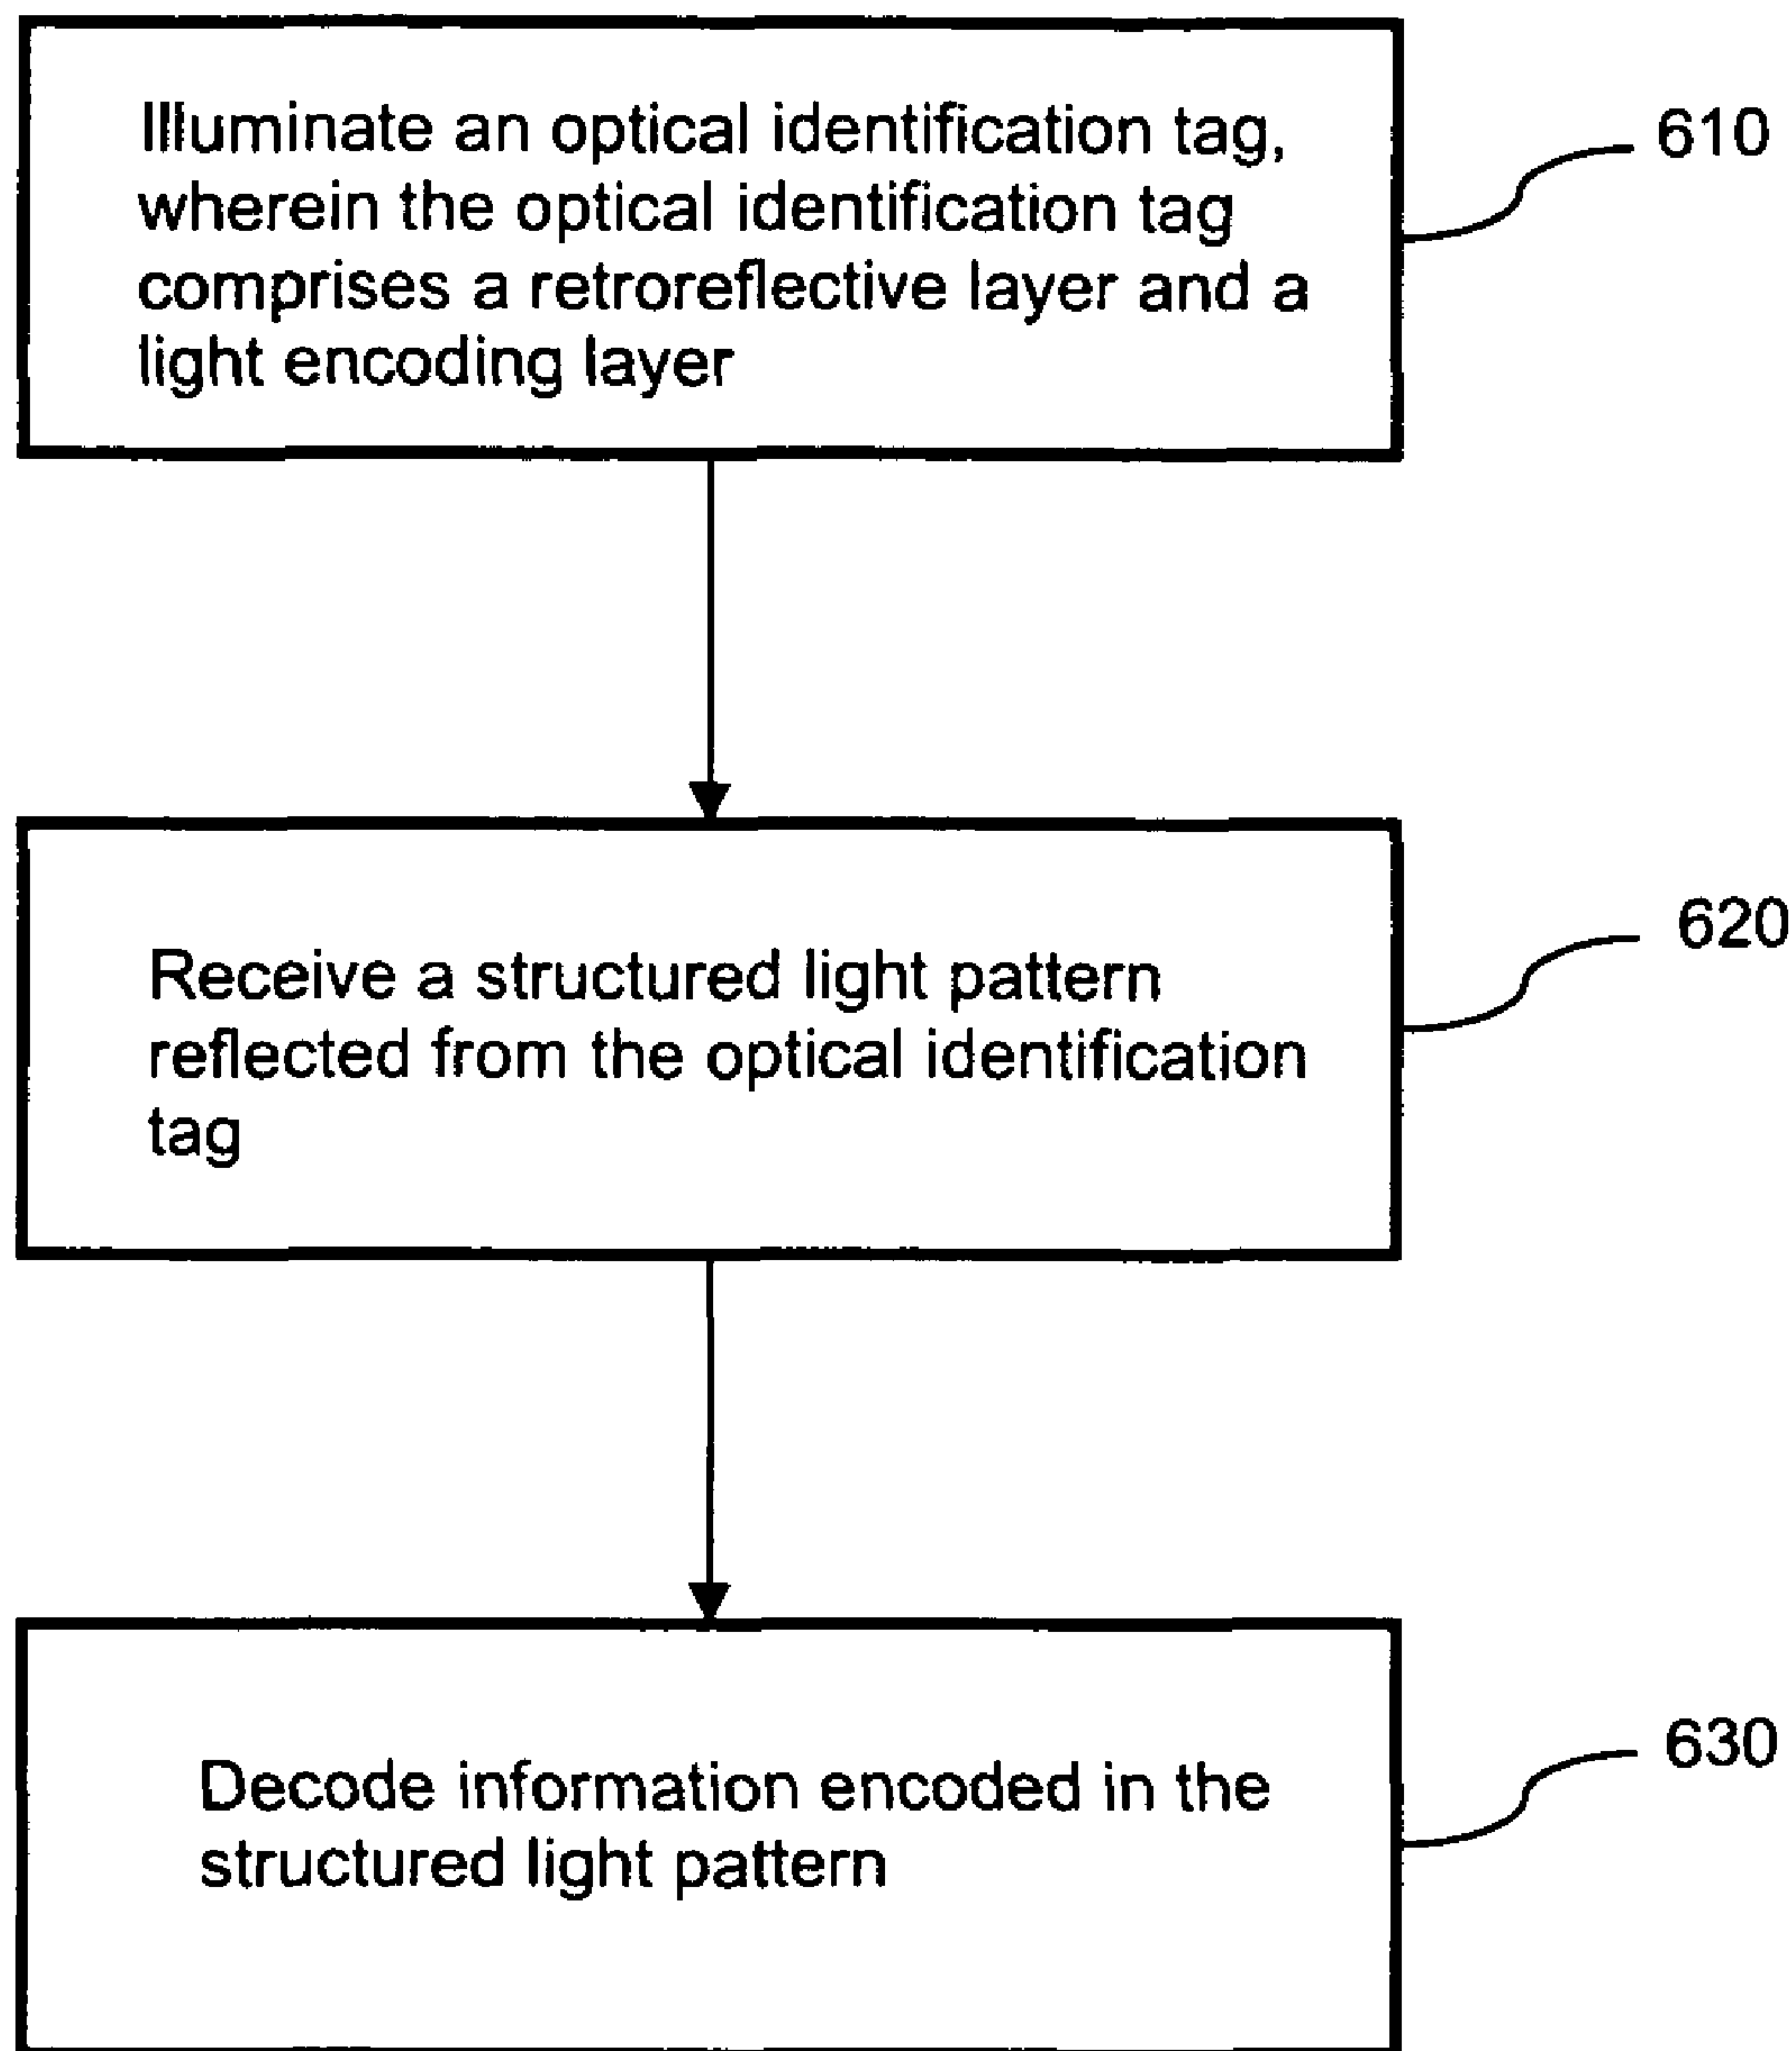 Illuminate an optical identification tag,
610
wherein the optical identification tag
comprises a retroreflective layer and a
light encoding layer
620
Receive a structured light pattern
reflected from the optical identification
tag
630
Decode information encoded in the
structured light pattern